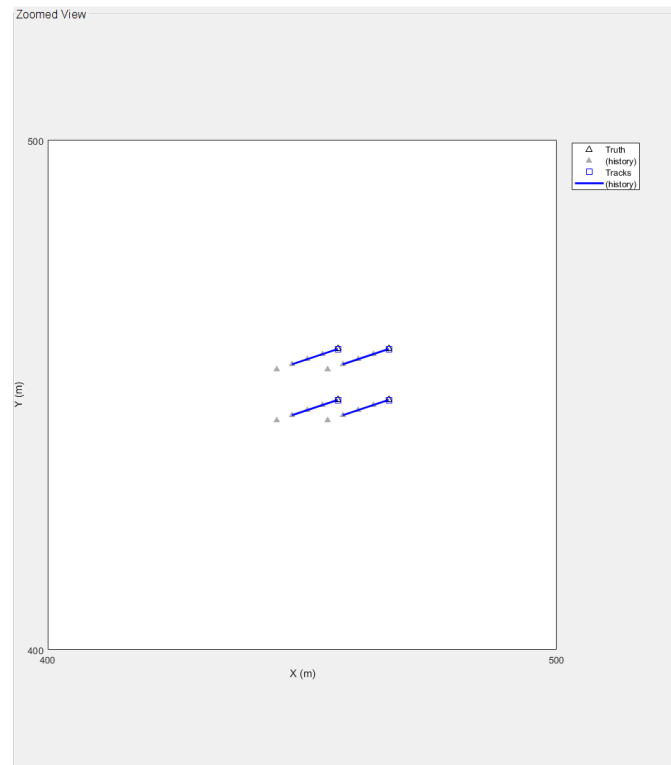 Zoomed View
500
Truth
(history)
Tracks
(history)
Y (m)
400
400
500
X (m)